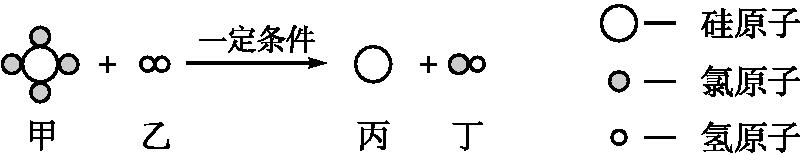 一定条件
+
+
甲 乙 丙 丁
— 硅原子
— 氯原子
— 氢原子